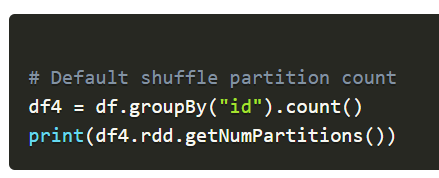 # Default shuffle partition count
df4 = df.groupBy("id").count()
print(df4.rdd.getNumPartitions())